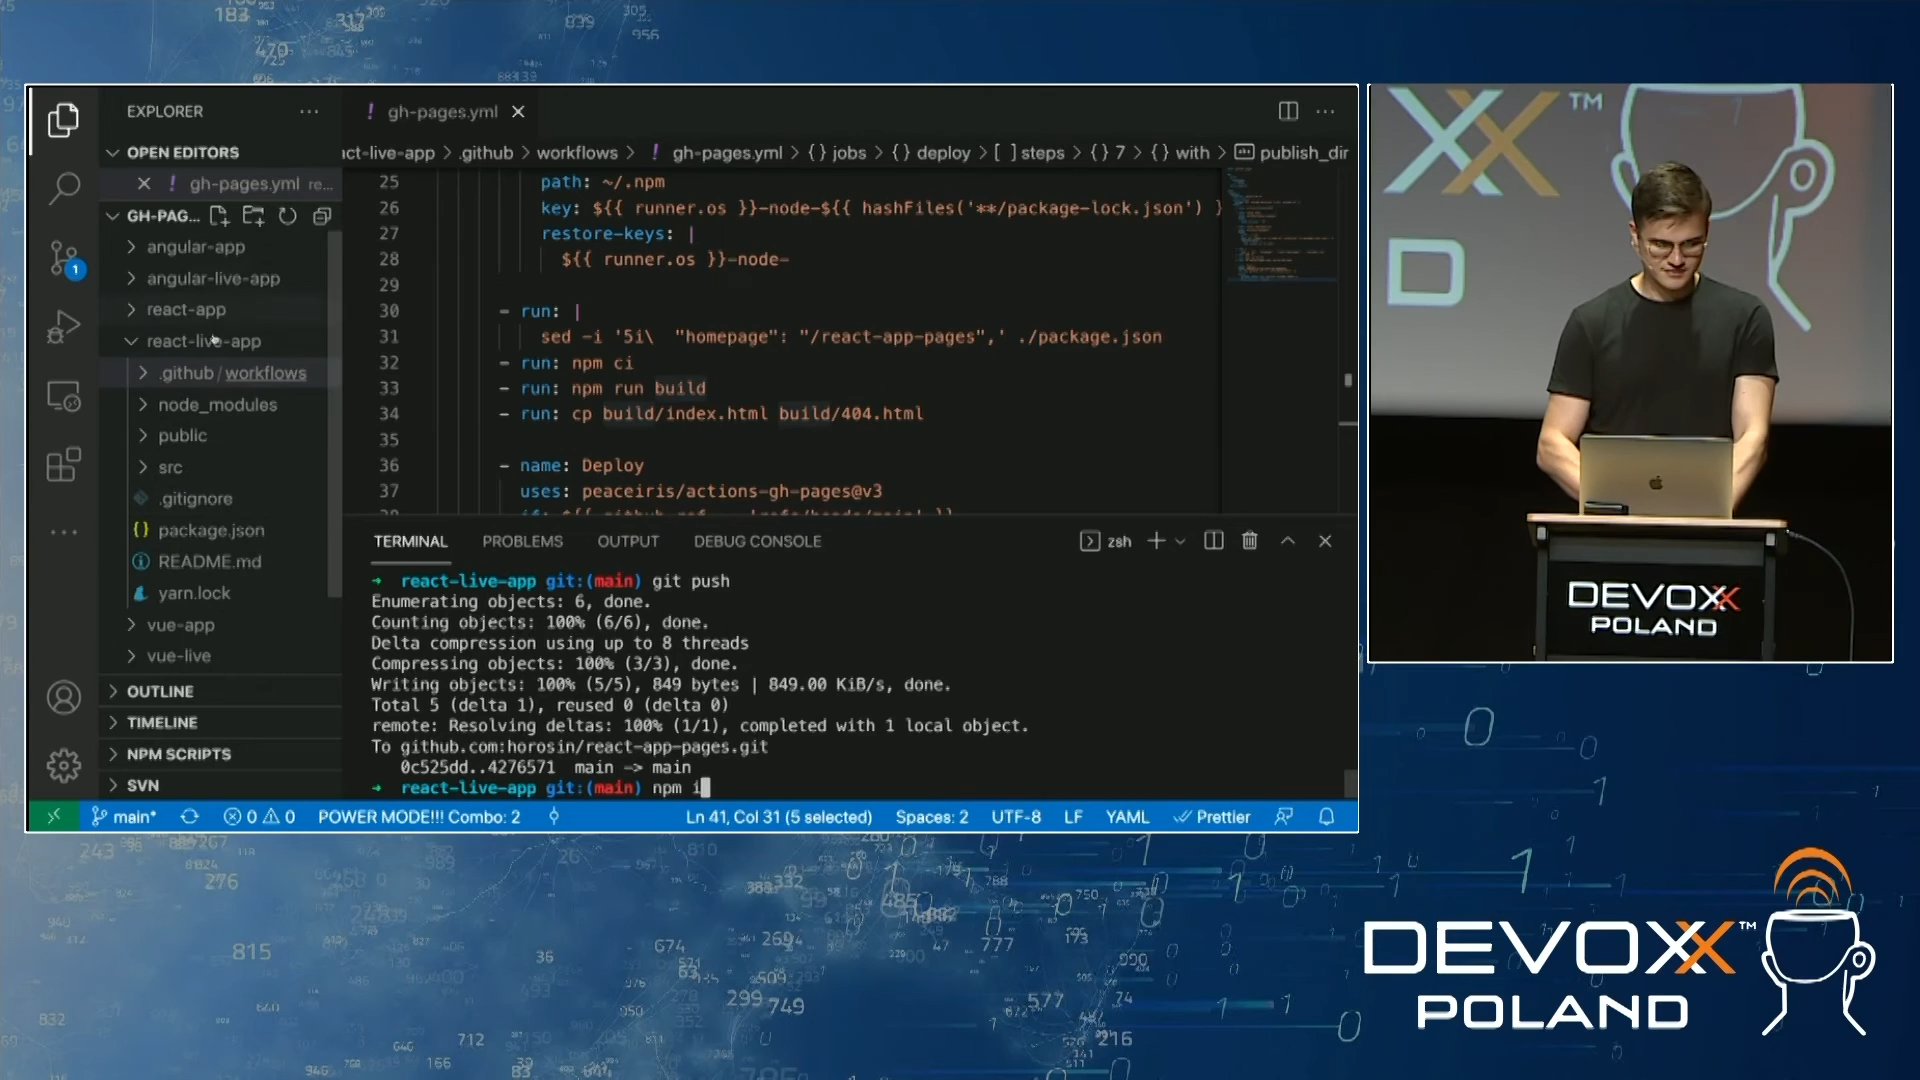 EXPLORER
gh-pages.yml
OPEN EDITORS
gh-pages.yml re...
ct-live-app > .github > workflows > gh-pages.yml > {} jobs > {} deploy > [ ] steps > {} 7 > {} with > publish_dir
GH-PAG...
angular-app
angular-live-app
react-app
react-live-app
.github / workflows
node_modules
public
src
.gitignore
package.json
README.md
yarn.lock
vue-app
vue-live
OUTLINE
TIMELINE
NPM SCRIPTS
SVN
1
25 path: ~/.npm
26 key: ${{ runner.os }}-node-${{ hashFiles('**/package-lock.json') }
27 restore-keys: |
28 ${{ runner.os }}-node-
29
30 - run: |
31 sed -i '5i\ "homepage": "/react-app-pages",' ./package.json
32 - run: npm ci
33 - run: npm run build
34 - run: cp build/index.html build/404.html
35
36 - name: Deploy
37 uses: peaceiris/actions-gh-pages@v3
TERMINAL PROBLEMS OUTPUT DEBUG CONSOLE zsh
→ react-live-app git:(main) git push
Enumerating objects: 6, done.
Counting objects: 100% (6/6), done.
Delta compression using up to 8 threads
Compressing objects: 100% (3/3), done.
Writing objects: 100% (5/5), 849 bytes | 849.00 KiB/s, done.
Total 5 (delta 1), reused 0 (delta 0)
remote: Resolving deltas: 100% (1/1), completed with 1 local object.
To github.com:horosin/react-app-pages.git
0c525dd..4276571 main -> main
→ react-live-app git:(main) npm i
main* 0 0 POWER MODE!!! Combo: 2 Ln 41, Col 31 (5 selected) Spaces: 2 UTF-8 LF YAML Prettier
XX™
D
DEVOXX
POLAND
DEVOXX™
POLAND